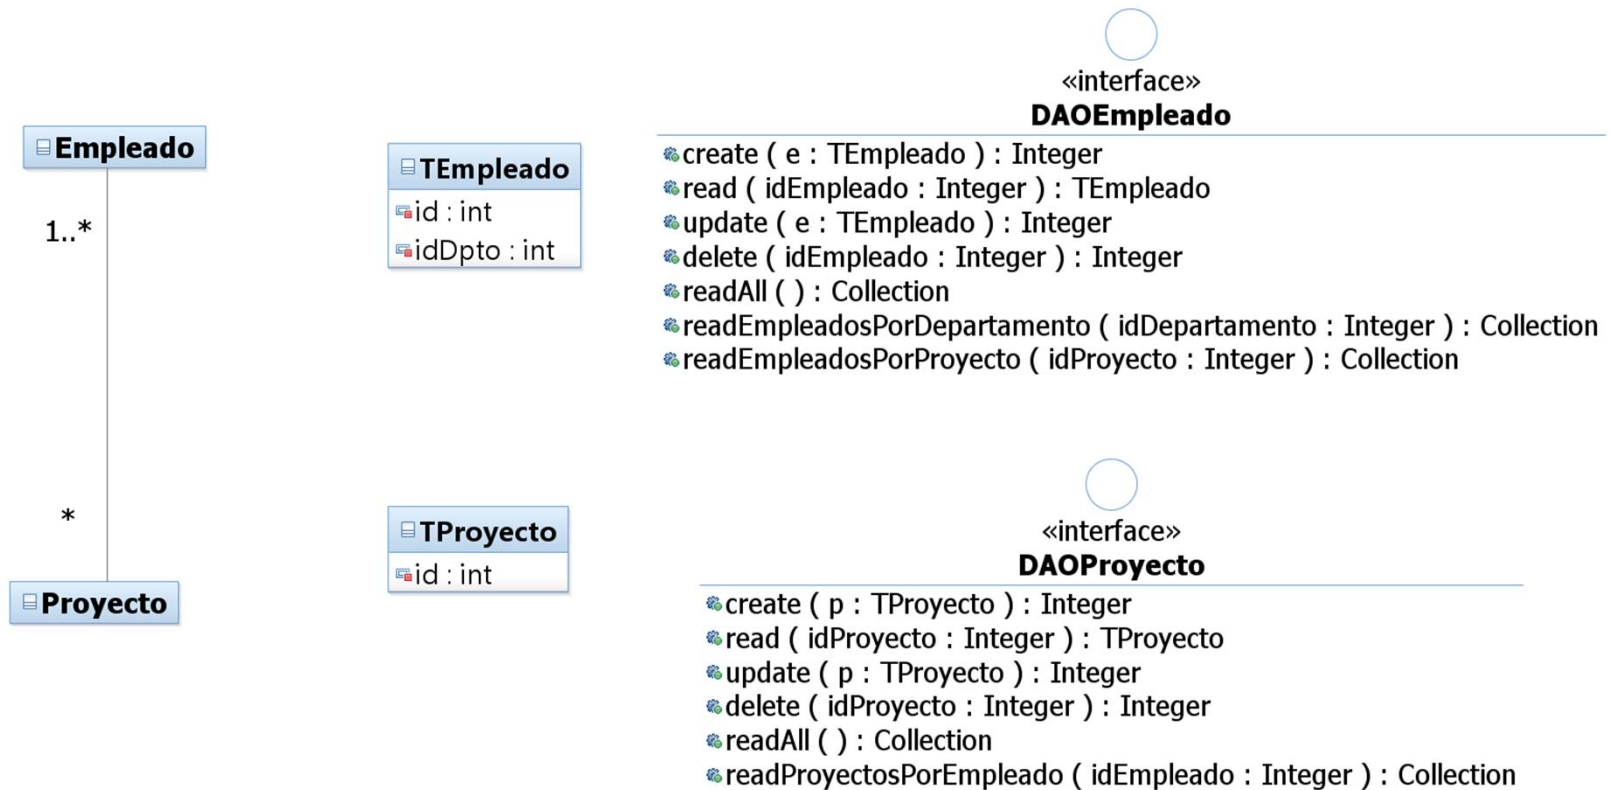 Empleado
1..*
*
Proyecto
TEmpleado
id : int
idDpto : int
TProyecto
id : int
«interface»
DAOEmpleado
create ( e : TEmpleado ) : Integer
read ( idEmpleado : Integer ) : TEmpleado
update ( e : TEmpleado ) : Integer
delete ( idEmpleado : Integer ) : Integer
readAll ( ) : Collection
readEmpleadosPorDepartamento ( idDepartamento : Integer ) : Collection
readEmpleadosPorProyecto ( idProyecto : Integer ) : Collection
«interface»
DAOProyecto
create ( p : TProyecto ) : Integer
read ( idProyecto : Integer ) : TProyecto
update ( p : TProyecto ) : Integer
delete ( idProyecto : Integer ) : Integer
readAll ( ) : Collection
readProyectosPorEmpleado ( idEmpleado : Integer ) : Collection